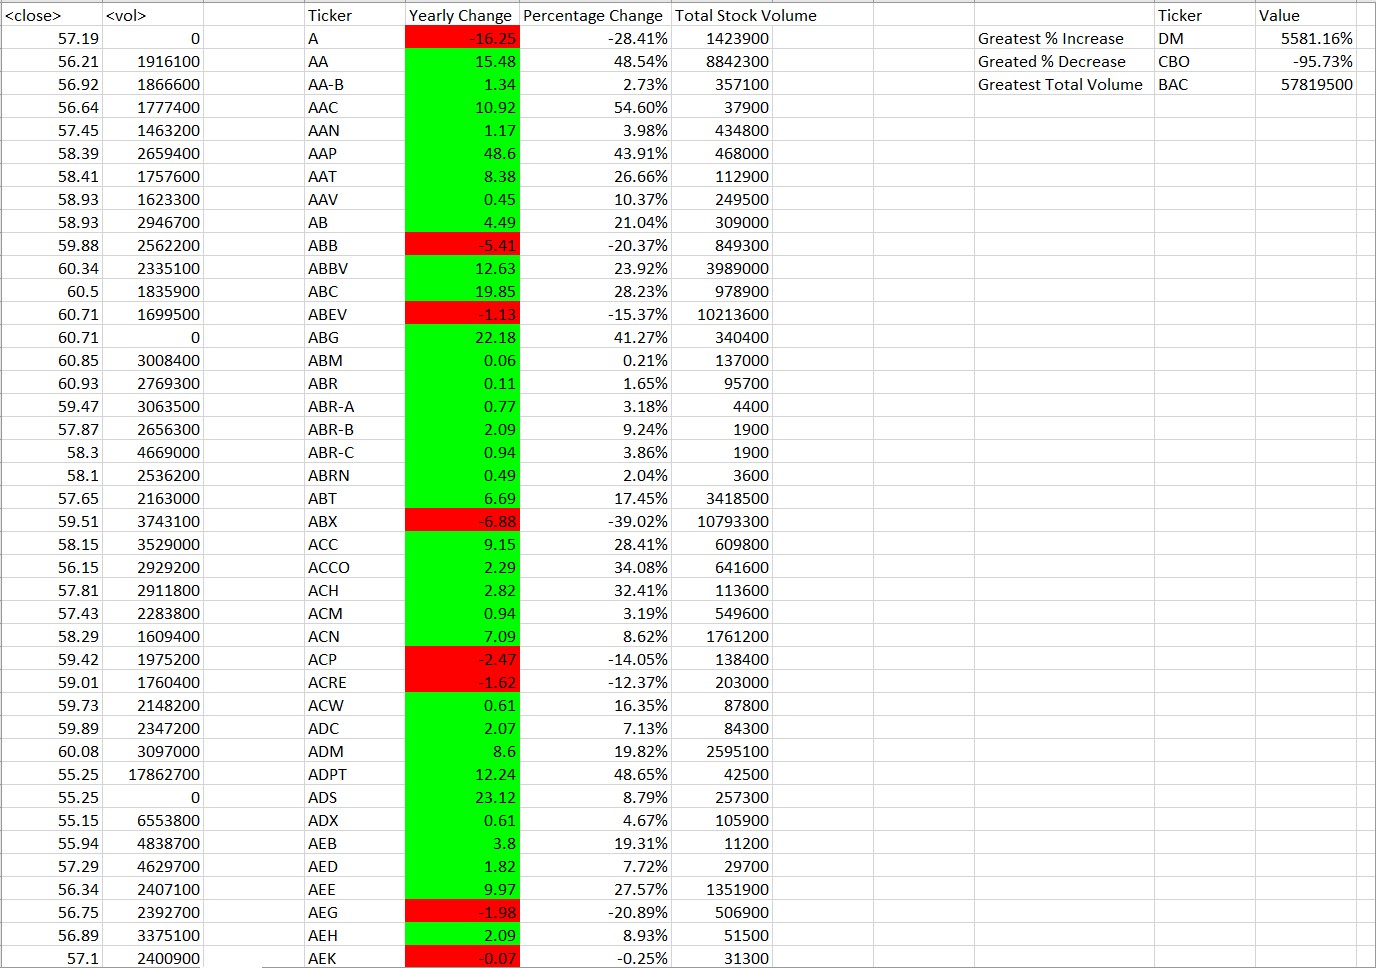 <close> <vol> Ticker Yearly Change Percentage Change Total Stock Volume Ticker Value
57.19 0 A -16.25 -28.41% 1423900 Greatest % Increase DM 5581.16%
56.21 1916100 AA 15.48 48.54% 8842300 Greated % Decrease CBO -95.73%
56.92 1866600 AA-B 1.34 2.73% 357100 Greatest Total Volume BAC 57819500
56.64 1777400 AAC 10.92 54.60% 37900
57.45 1463200 AAN 1.17 3.98% 434800
58.39 2659400 AAP 48.6 43.91% 468000
58.41 1757600 AAT 8.38 26.66% 112900
58.93 1623300 AAV 0.45 10.37% 249500
58.93 2946700 AB 4.49 21.04% 309000
59.88 2562200 ABB -5.41 -20.37% 849300
60.34 2335100 ABBV 12.63 23.92% 3989000
60.5 1835900 ABC 19.85 28.23% 978900
60.71 1699500 ABEV -1.13 -15.37% 10213600
60.71 0 ABG 22.18 41.27% 340400
60.85 3008400 ABM 0.06 0.21% 137000
60.93 2769300 ABR 0.11 1.65% 95700
59.47 3063500 ABR-A 0.77 3.18% 4400
57.87 2656300 ABR-B 2.09 9.24% 1900
58.3 4669000 ABR-C 0.94 3.86% 1900
58.1 2536200 ABRN 0.49 2.04% 3600
57.65 2163000 ABT 6.69 17.45% 3418500
59.51 3743100 ABX -6.88 -39.02% 10793300
58.15 3529000 ACC 9.15 28.41% 609800
56.15 2929200 ACCO 2.29 34.08% 641600
57.81 2911800 ACH 2.82 32.41% 113600
57.43 2283800 ACM 0.94 3.19% 549600
58.29 1609400 ACN 7.09 8.62% 1761200
59.42 1975200 ACP -2.47 -14.05% 138400
59.01 1760400 ACRE -1.62 -12.37% 203000
59.73 2148200 ACW 0.61 16.35% 87800
59.89 2347200 ADC 2.07 7.13% 84300
60.08 3097000 ADM 8.6 19.82% 2595100
55.25 17862700 ADPT 12.24 48.65% 42500
55.25 0 ADS 23.12 8.79% 257300
55.15 6553800 ADX 0.61 4.67% 105900
55.94 4838700 AEB 3.8 19.31% 11200
57.29 4629700 AED 1.82 7.72% 29700
56.34 2407100 AEE 9.97 27.57% 1351900
56.75 2392700 AEG -1.98 -20.89% 506900
56.89 3375100 AEH 2.09 8.93% 51500
57.1 2400900 AEK -0.07 -0.25% 31300